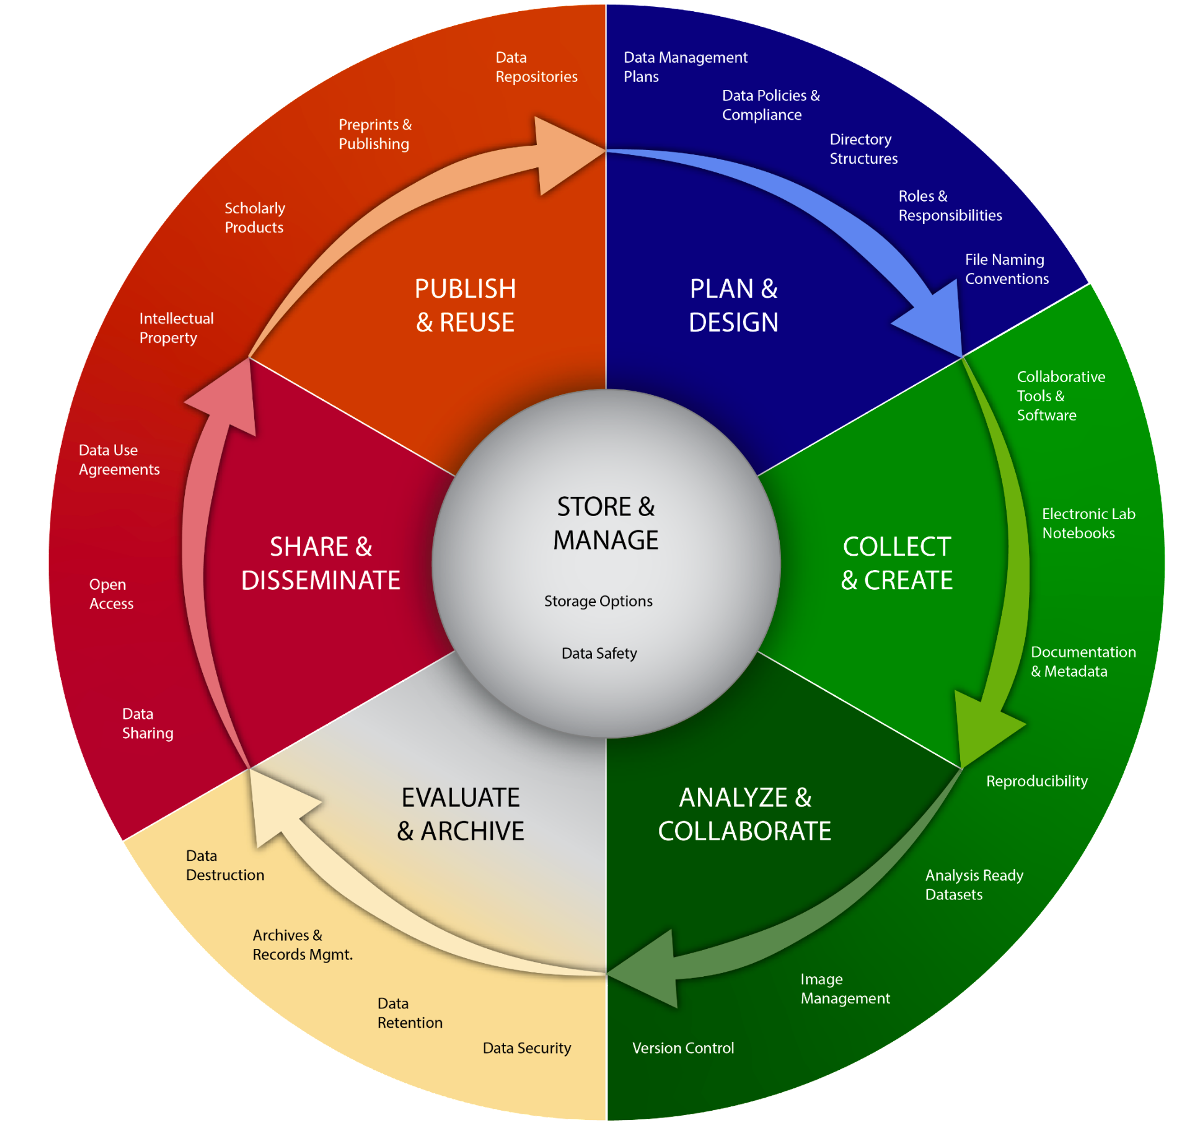 Data
Repositories
Data Management
Plans
Data Policies &
Compliance
Directory
Structures
Roles &
Responsibilities
File Naming
Conventions
PLAN &
DESIGN
Collaborative
Tools &
Software
Electronic Lab
Notebooks
Documentation
& Metadata
Reproducibility
COLLECT
& CREATE
Analysis Ready
Datasets
Image
Management
Version Control
ANALYZE &
COLLABORATE
Data Security
Data
Retention
Archives &
Records Mgmt.
Data
Destruction
EVALUATE
& ARCHIVE
Data
Sharing
Open
Access
Data Use
Agreements
SHARE &
DISSEMINATE
Intellectual
Property
Scholarly
Products
Preprints &
Publishing
PUBLISH
& REUSE
STORE &
MANAGE
Storage Options
Data Safety